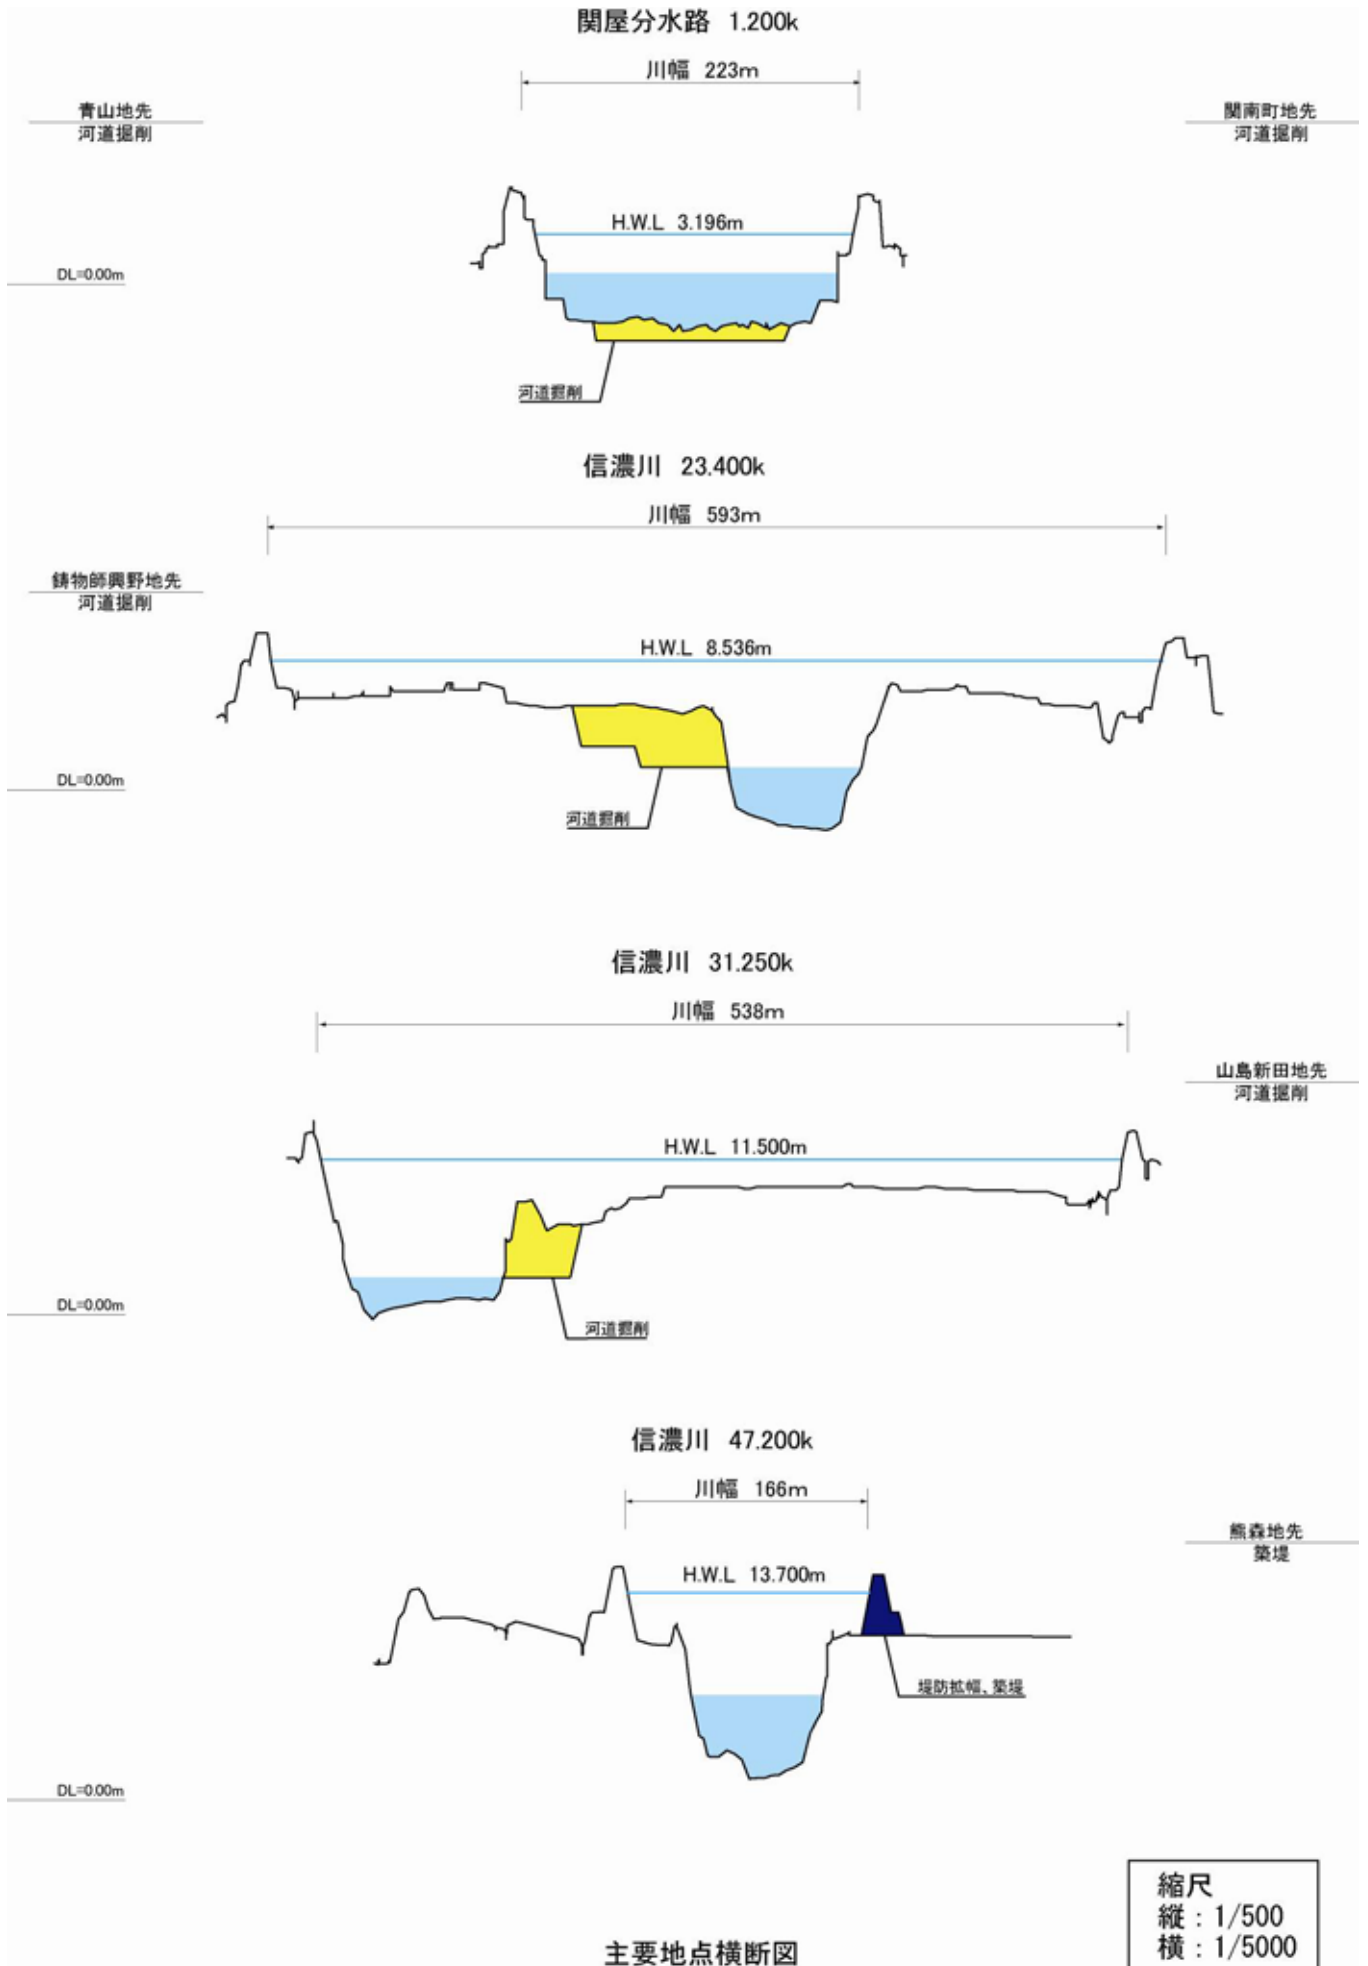 関屋分水路 1.200k
川幅 223m
青山地先
河道掘削
関南町地先
河道掘削
H.W.L 3.196m
DL=0.00m
河道掘削
信濃川 23.400k
川幅 593m
鋳物師興野地先
河道掘削
H.W.L 8.536m
DL=0.00m
河道掘削
信濃川 31.250k
川幅 538m
山島新田地先
河道掘削
H.W.L 11.500m
DL=0.00m
河道掘削
信濃川 47.200k
川幅 166m
熊森地先
築堤
H.W.L 13.700m
堤防拡幅、築堤
DL=0.00m
縮尺
縦：1/500
横：1/5000
主要地点横断図